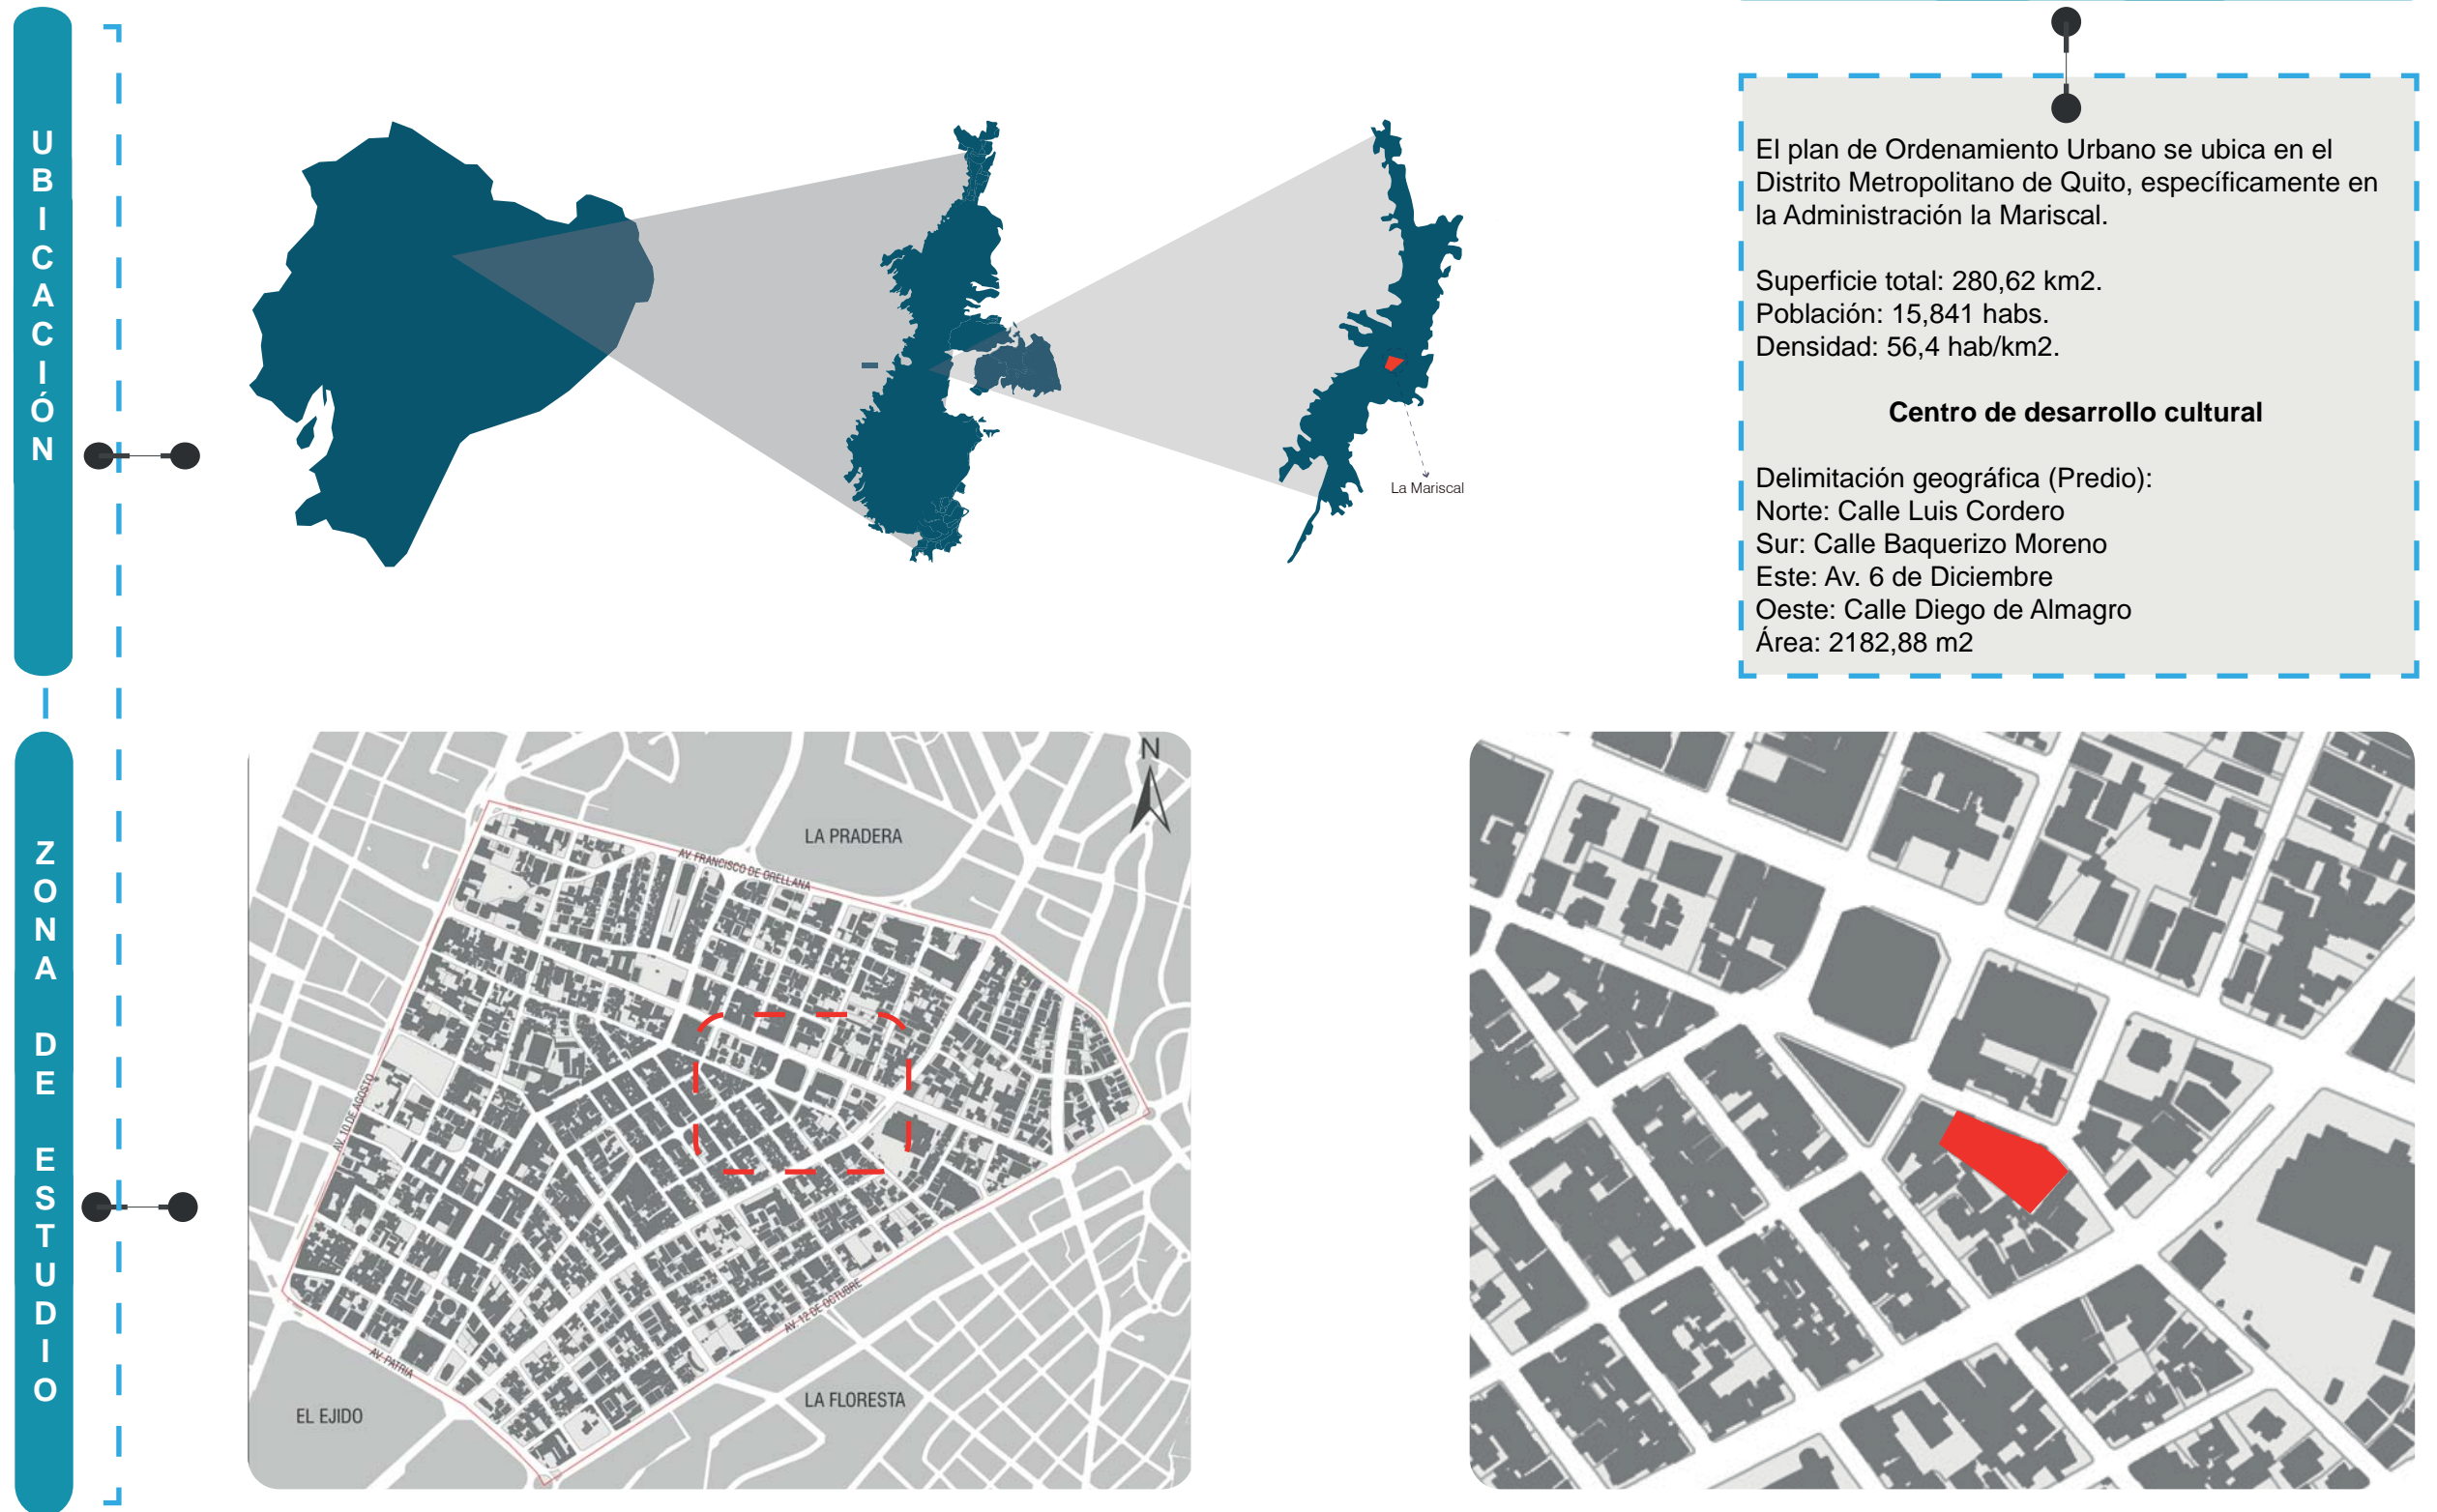 UBICACIÓN
La Mariscal
El plan de Ordenamiento Urbano se ubica en el
Distrito Metropolitano de Quito, específicamente en
la Administración la Mariscal.
Superficie total: 280,62 km2.
Población: 15,841 habs.
Densidad: 56,4 hab/km2.
Centro de desarrollo cultural
Delimitación geográfica (Predio):
Norte: Calle Luis Cordero
Sur: Calle Baquerizo Moreno
Este: Av. 6 de Diciembre
Oeste: Calle Diego de Almagro
Área: 2182,88 m2
ZONA DE ESTUDIO
N
LA PRADERA
AV. FRANCISCO DE ORELLANA
AV. 10 DE AGOSTO
AV. 12 DE OCTUBRE
AV. PATRIA
LA FLORESTA
EL EJIDO